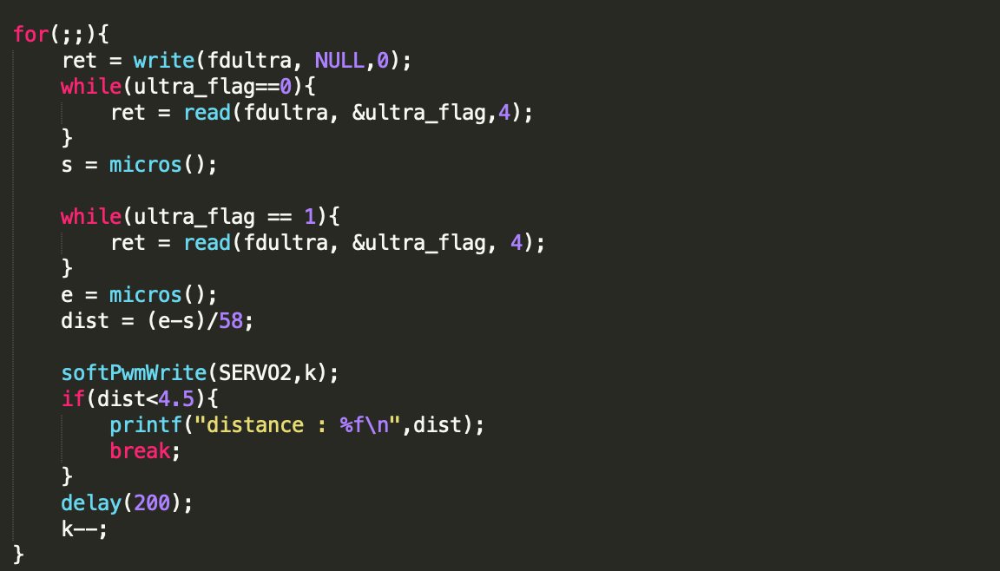 for(;;){
    ret = write(fdultra, NULL,0);
    while(ultra_flag==0){
        ret = read(fdultra, &ultra_flag,4);
    }
    s = micros();

    while(ultra_flag == 1){
        ret = read(fdultra, &ultra_flag, 4);
    }
    e = micros();
    dist = (e-s)/58;

    softPwmWrite(SERVO2,k);
    if(dist<4.5){
        printf("distance : %f\n",dist);
        break;
    }
    delay(200);
    k--;
}